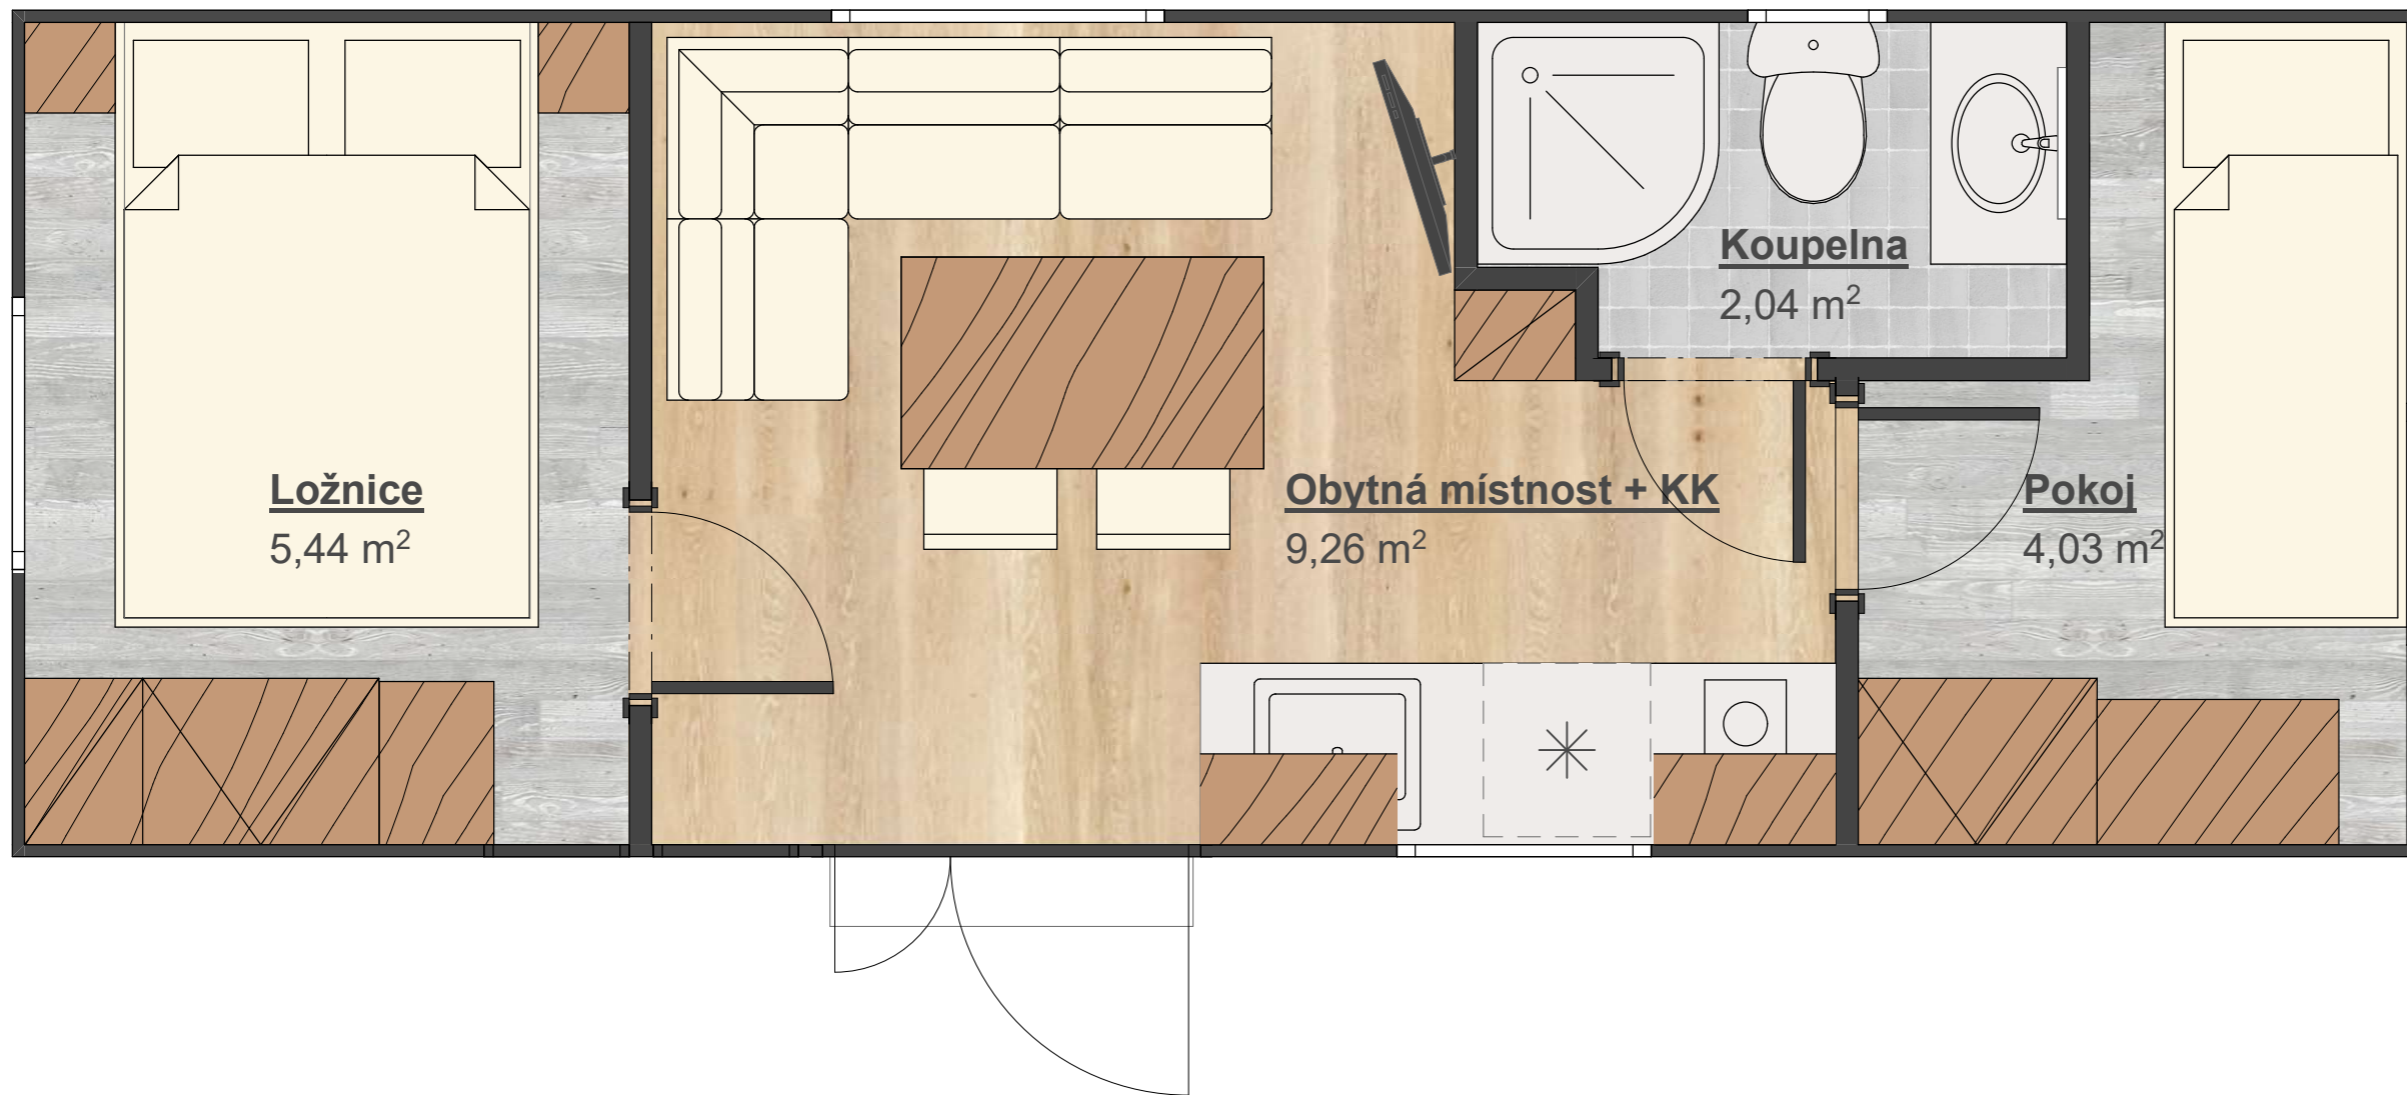 Koupelna
2,04 m²
Ložnice
5,44 m²
Obytná místnost + KK
9,26 m²
Pokoj
4,03 m²